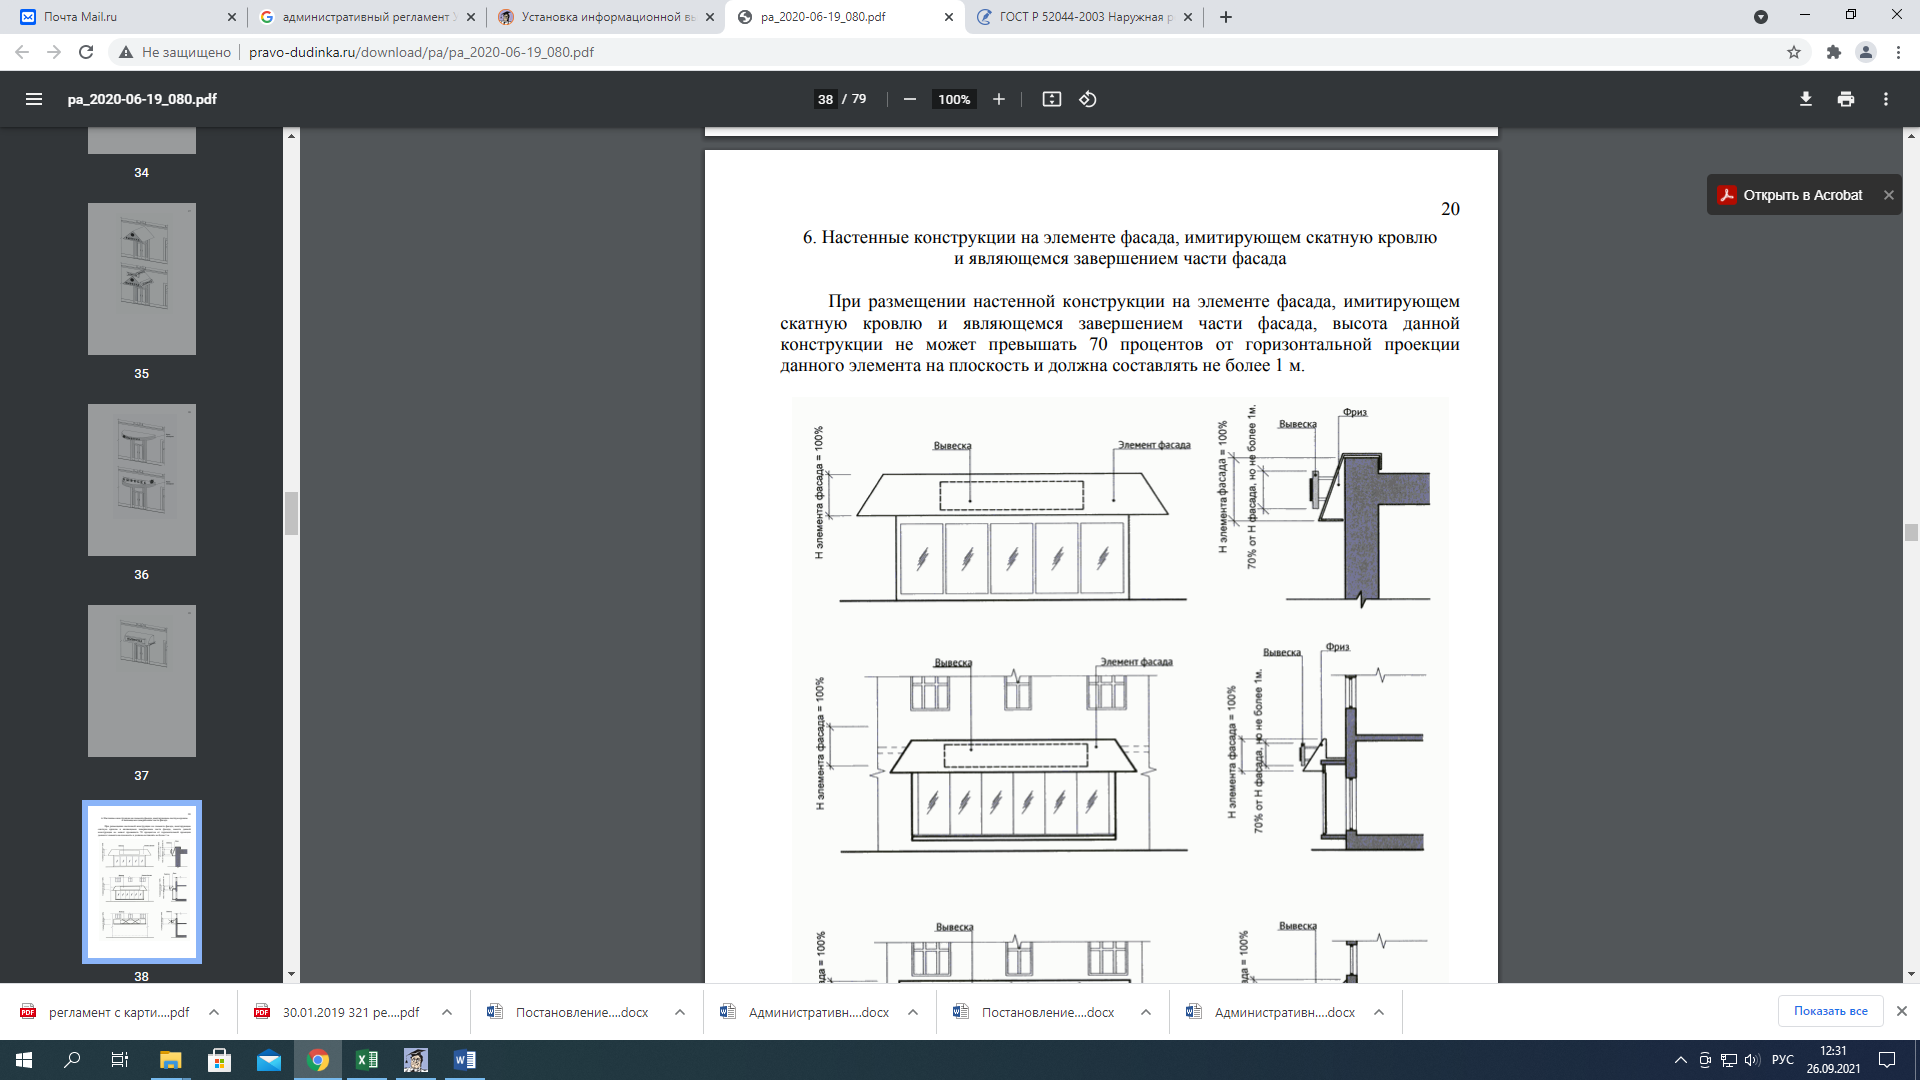 Почта Mail.ru
административный регламент
Установка информационной вы
pa_2020-06-19_080.pdf
ГОСТ Р 52044-2003 Наружная р
Не защищено
pravo-dudinka.ru/download/pa/pa_2020-06-19_080.pdf
pa_2020-06-19_080.pdf
38 / 79
100%
Открыть в Acrobat
34
35
36
37
38
20
6. Настенные конструкции на элементе фасада, имитирующем скатную кровлю
и являющемся завершением части фасада
При размещении настенной конструкции на элементе фасада, имитирующем
скатную кровлю и являющемся завершением части фасада, высота данной
конструкции не может превышать 70 процентов от горизонтальной проекции
данного элемента на плоскость и должна составлять не более 1 м.
Н элемента фасада = 100%
Вывеска
Элемент фасада
Н элемента фасада = 100%
70% от Н фасада, но не более 1м.
Вывеска
Фриз
Н элемента фасада = 100%
Вывеска
Элемент фасада
Н элемента фасада = 100%
70% от Н фасада, но не более 1м.
Вывеска
Фриз
да = 100%
Вывеска
да = 100%
Вывеска
регламент с карти....pdf
30.01.2019 321 ре....pdf
Постановление....docx
Административн....docx
Постановление....docx
Административн....docx
Показать все
РУС
12:31
26.09.2021